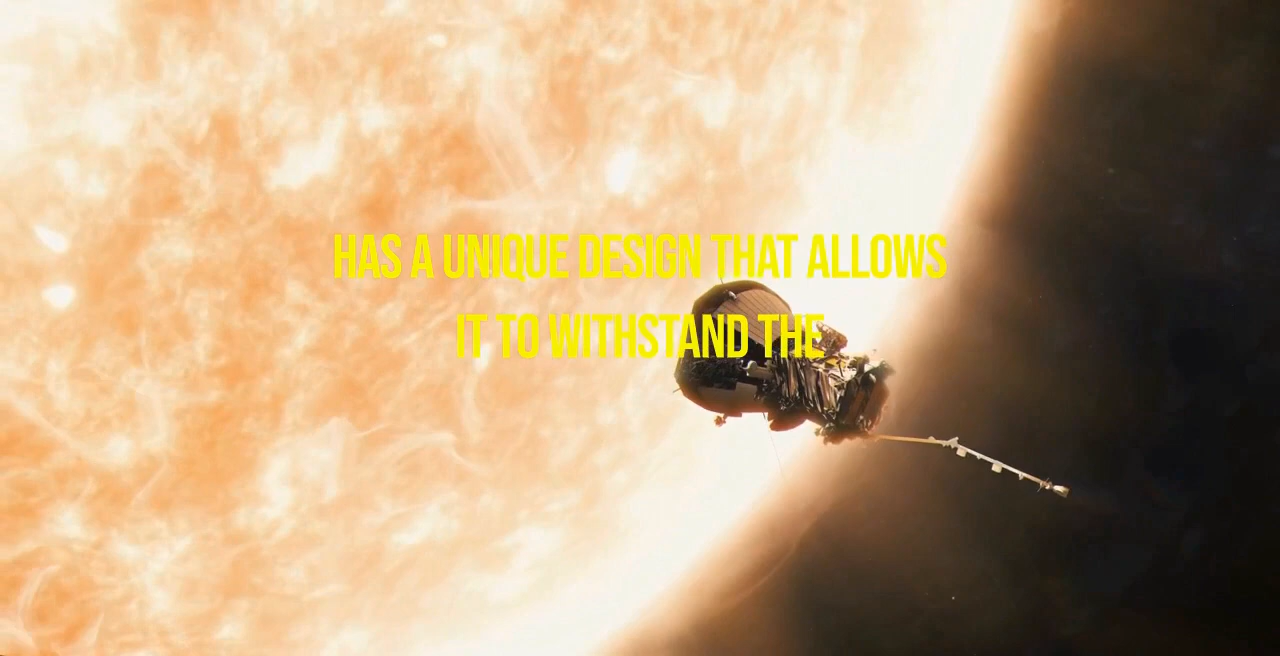 HAS A UNIQUE DESIGN THAT ALLOWS
IT TO WITHSTAND THE